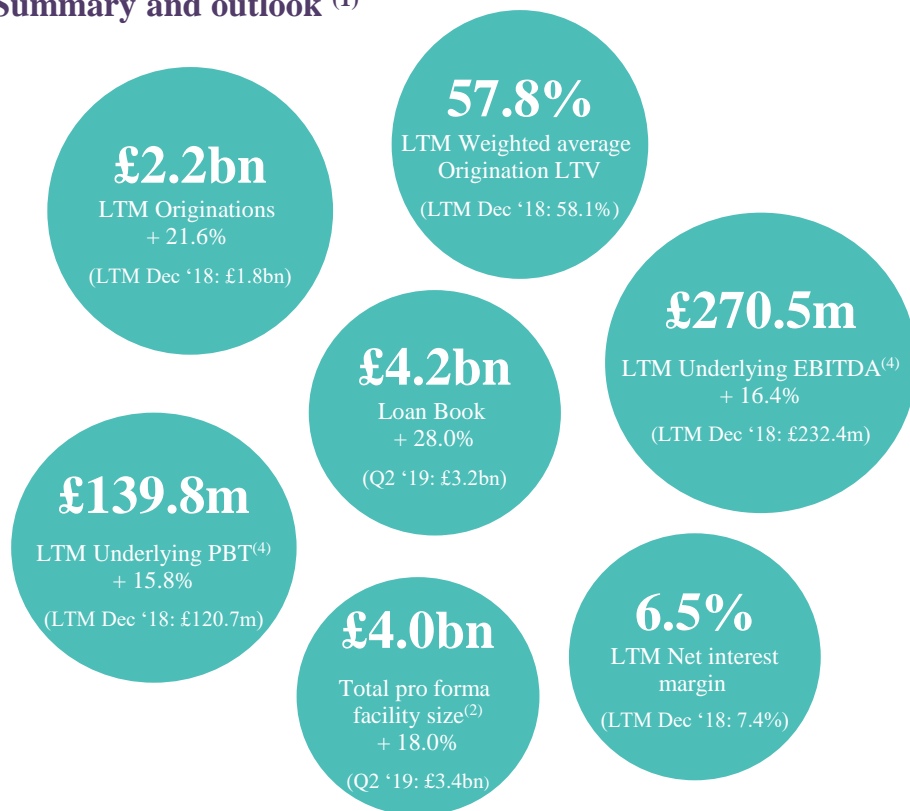 Summary and outlook (1)
£2.2bn
LTM Originations
+ 21.6%
(LTM Dec ‘18: £1.8bn)
57.8%
LTM Weighted average
Origination LTV
(LTM Dec ‘18: 58.1%)
£270.5m
LTM Underlying EBITDA(4)
+ 16.4%
(LTM Dec ‘18: £232.4m)
£4.2bn
Loan Book
+ 28.0%
(Q2 ‘19: £3.2bn)
£139.8m
LTM Underlying PBT(4)
+ 15.8%
(LTM Dec ‘18: £120.7m)
£4.0bn
Total pro forma
facility size(2)
+ 18.0%
(Q2 ‘19: £3.4bn)
6.5%
LTM Net interest
margin
(LTM Dec ‘18: 7.4%)